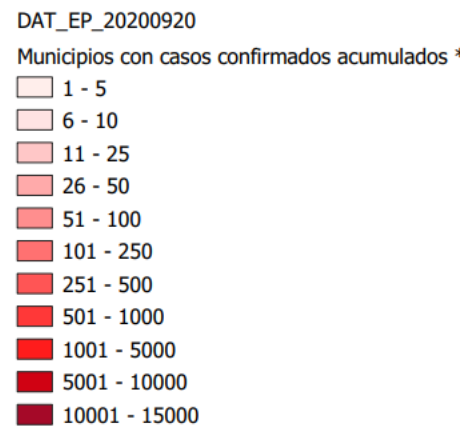 DAT_EP_20200920
Municipios con casos confirmados acumulados *
1 - 5
6 - 10
11 - 25
26 - 50
51 - 100
101 - 250
251 - 500
501 - 1000
1001 - 5000
5001 - 10000
10001 - 15000